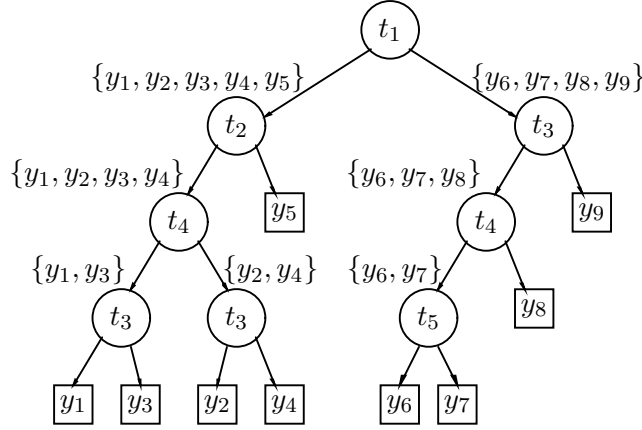 t₁
{y₁, y₂, y₃, y₄, y₅} {y₆, y₇, y₈, y₉}
t₂ t₃
{y₁, y₂, y₃, y₄} {y₆, y₇, y₈}
t₄ y₅ t₄ y₉
{y₁, y₃} {y₂, y₄} {y₆, y₇}
t₃ t₃ t₅ y₈
y₁ y₃ y₂ y₄ y₆ y₇